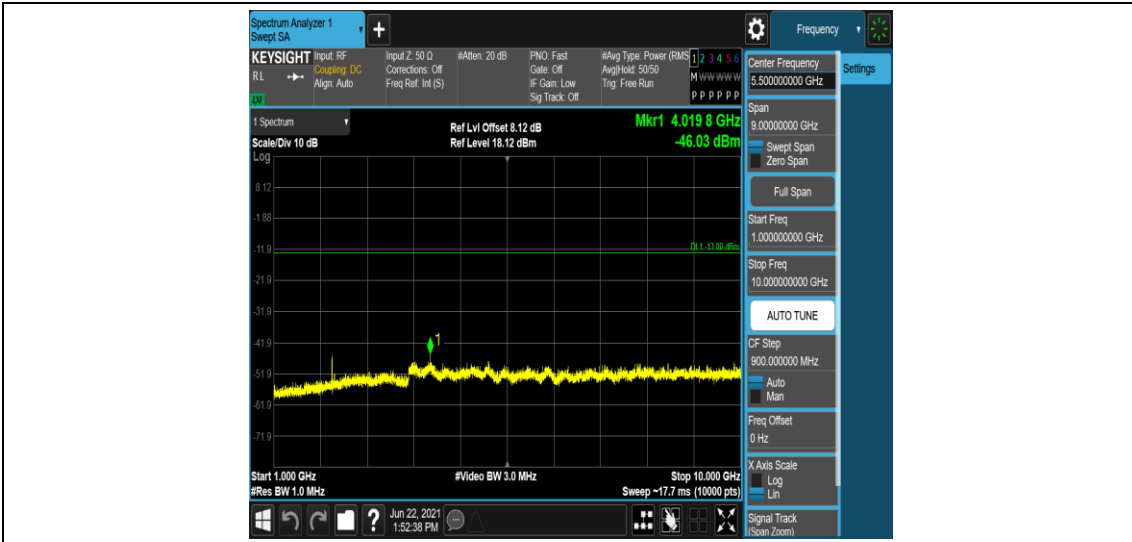 Spectrum Analyzer 1
Swept SA
+
Frequency
KEYSIGHT
RL
LXI
Input: RF
Coupling: DC
Align: Auto
Input Z: 50 Ω
Corrections: Off
Freq Ref: Int (S)
#Atten: 20 dB
PNO: Fast
Gate: Off
IF Gain: Low
Sig Track: Off
#Avg Type: Power (RMS
Avg|Hold: 50/50
Trig: Free Run
1 2 3 4 5 6
M W W W W W
P P P P P P
1 Spectrum
Scale/Div 10 dB
Ref Lvl Offset 8.12 dB
Ref Level 18.12 dBm
Mkr1 4.019 8 GHz
-46.03 dBm
Log
8.12
-1.88
-11.9
DL1 -13.00 dBm
-21.9
-31.9
-41.9
1
-51.9
-61.9
-71.9
Start 1.000 GHz
#Video BW 3.0 MHz
Stop 10.000 GHz
#Res BW 1.0 MHz
Sweep ~17.7 ms (10000 pts)
?
Jun 22, 2021
1:52:38 PM
Center Frequency
5.500000000 GHz
Settings
Span
9.00000000 GHz
Swept Span
Zero Span
Full Span
Start Freq
1.000000000 GHz
Stop Freq
10.000000000 GHz
AUTO TUNE
CF Step
900.000000 MHz
Auto
Man
Freq Offset
0 Hz
X Axis Scale
Log
Lin
Signal Track
(Span Zoom)